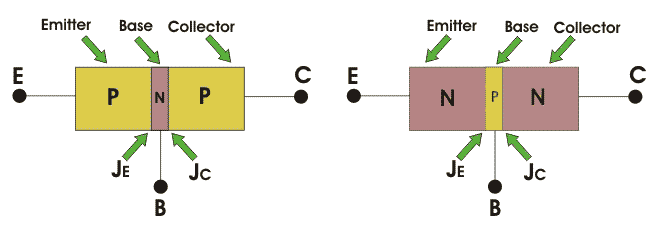 Emitter Base Collector
E C
P N P
JE JC
B
Emitter Base Collector
E C
N P N
JE JC
B